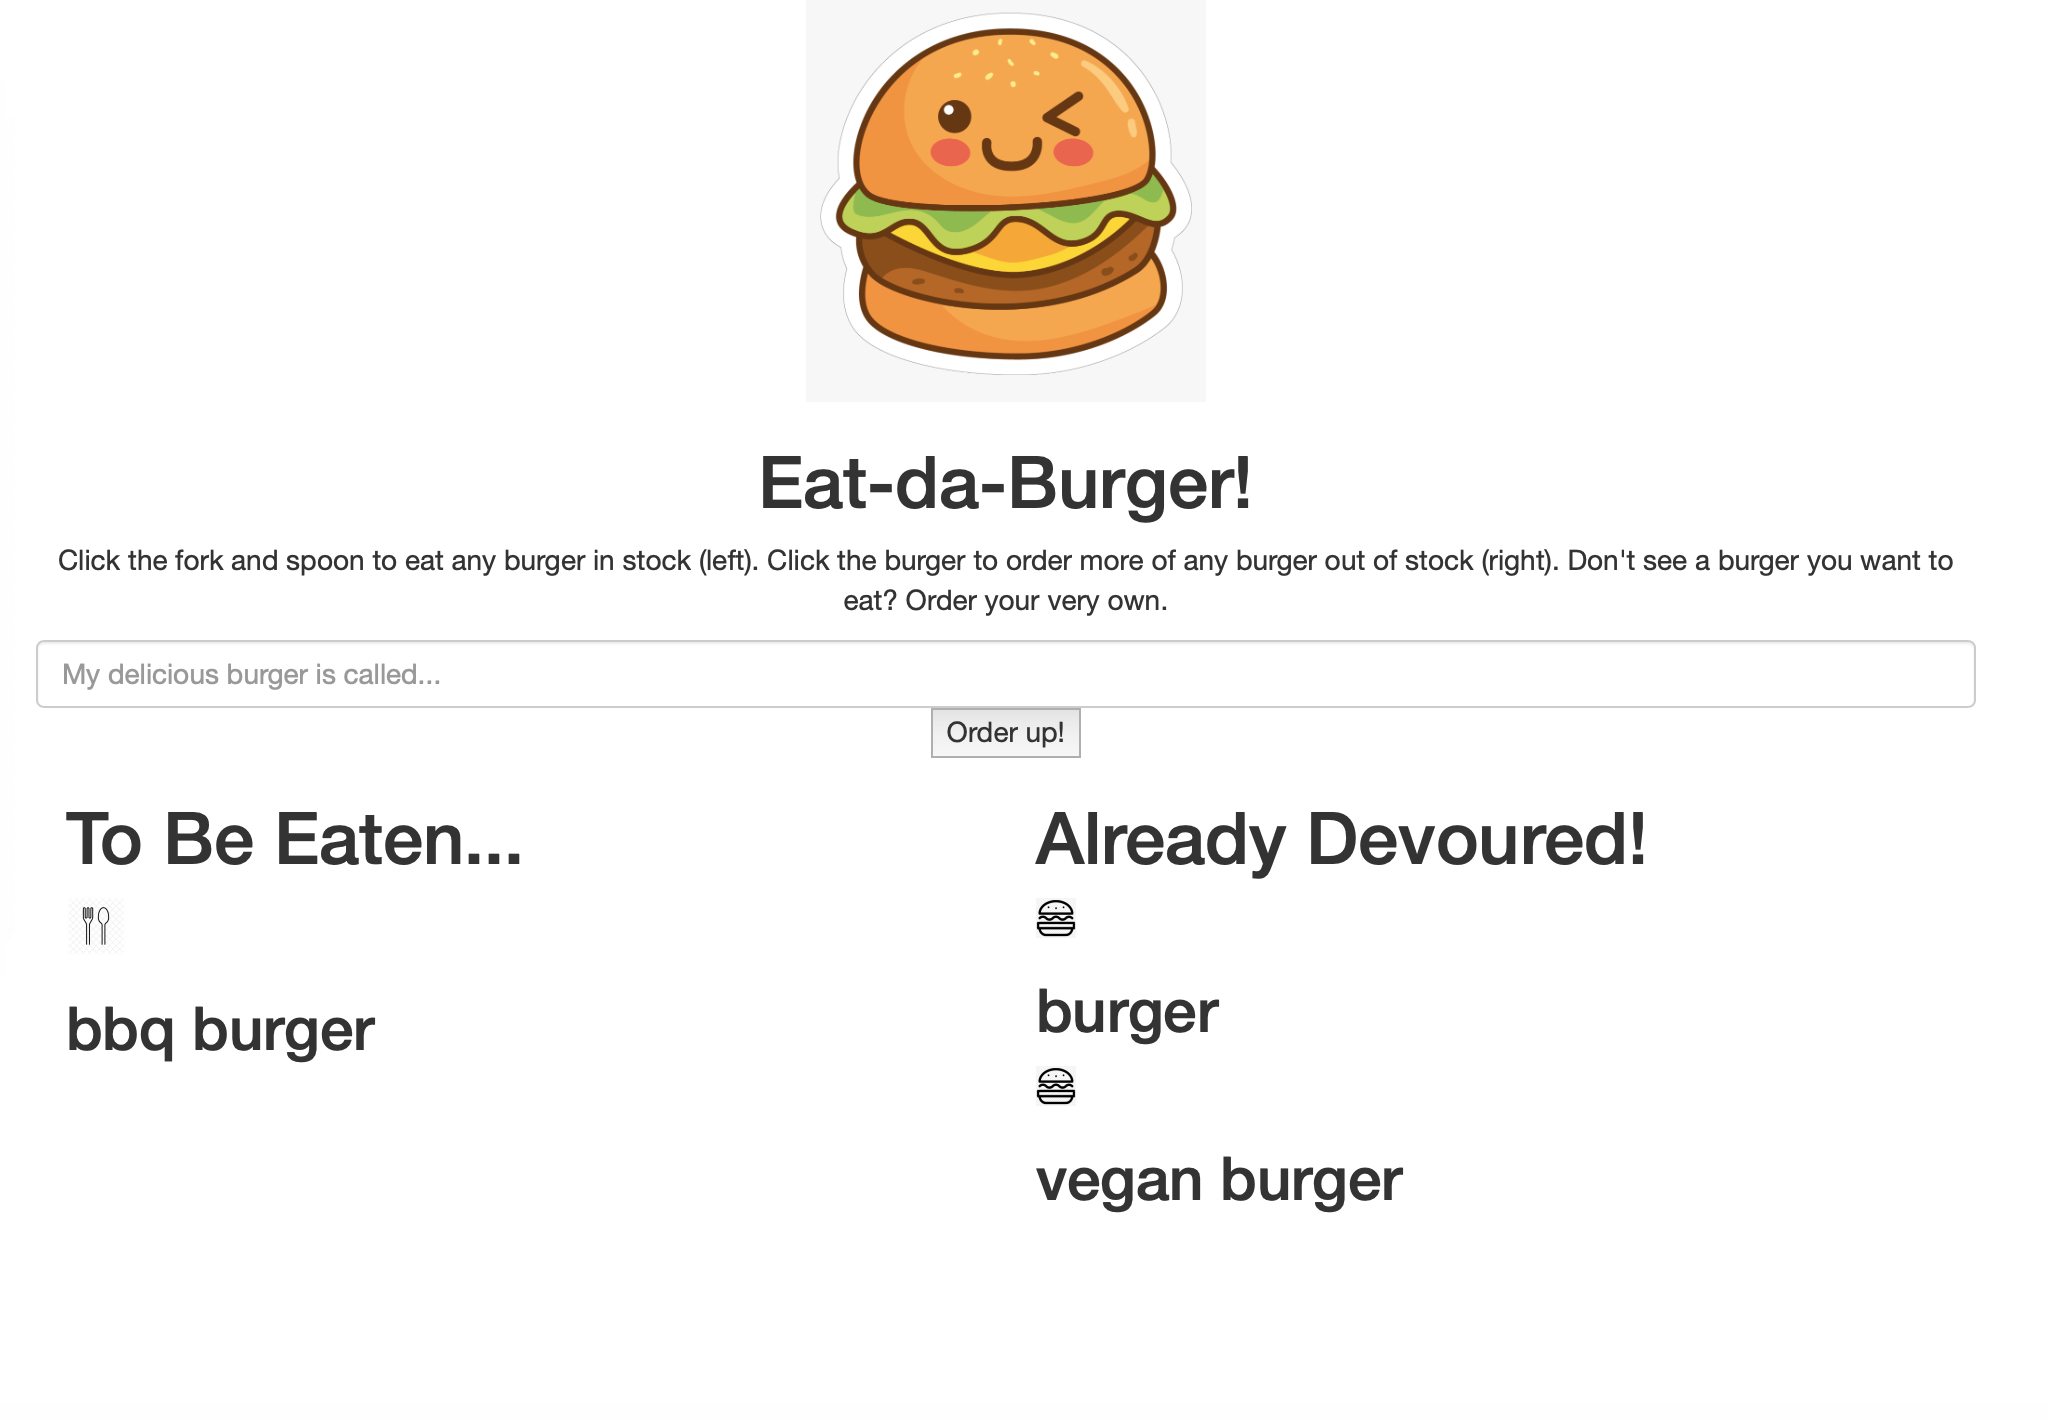 Eat-da-Burger!
Click the fork and spoon to eat any burger in stock (left). Click the burger to order more of any burger out of stock (right). Don't see a burger you want to
eat? Order your very own.
My delicious burger is called...
Order up!
To Be Eaten...
bbq burger
Already Devoured!
burger
vegan burger